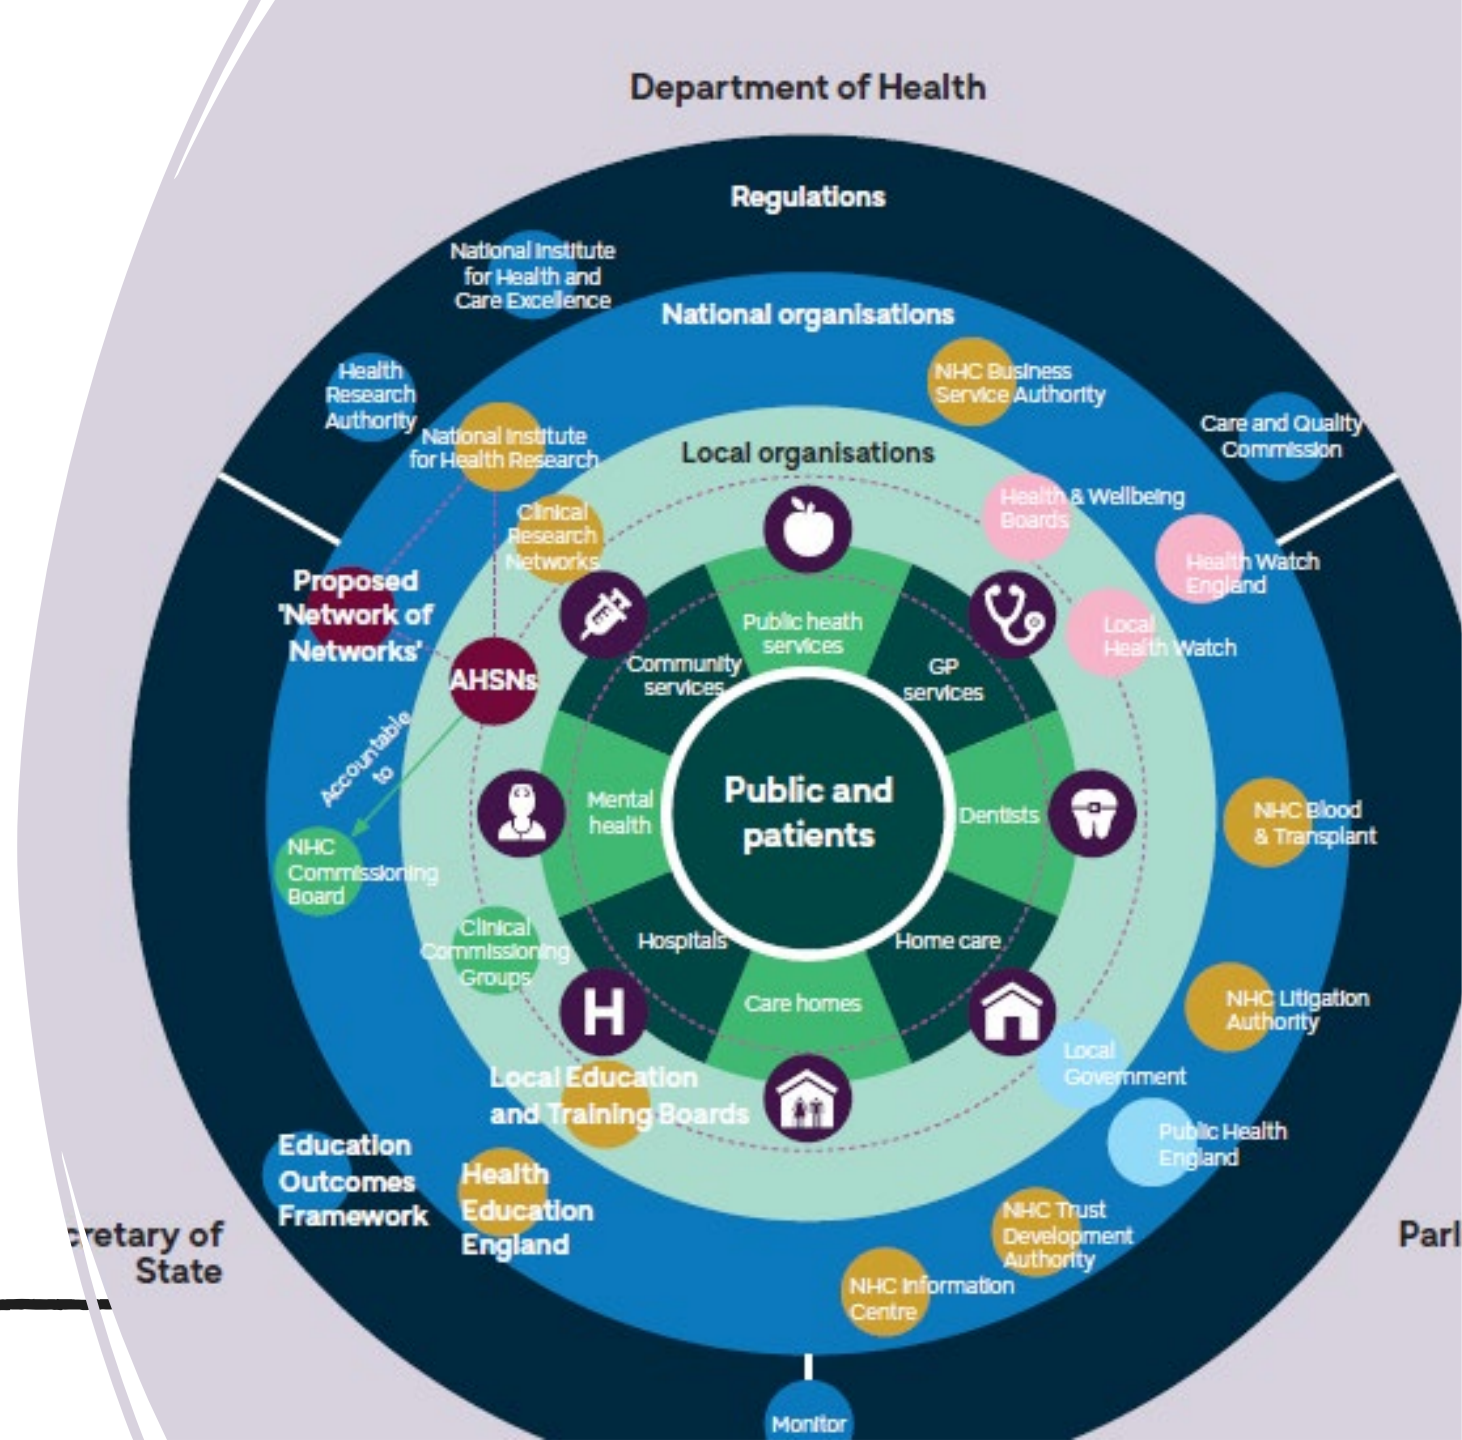 Department of Health
Regulations
National Institute
for Health and
Care Excellence
National organisations
Health
Research
Authority
NHC Business
Service Authority
National Institute
for Health Research
Care and Quality
Commission
Local organisations
Clinical
Research
Networks
Health & Wellbeing
Boards
Health Watch
England
Proposed
'Network of
Networks'
Public heath
services
Local
Health Watch
AHSNs
Community
services
GP
services
Accountable
to
Public and
patients
Mental
health
Dentists
NHC Blood
& Transplant
NHC
Commissioning
Board
Clinical
Commissioning
Groups
Hospitals
Home care
Care homes
NHC Litigation
Authority
H
Local
Government
Local Education
and Training Boards
Public Health
England
Education
Outcomes
Framework
Health
Education
England
NHC Trust
Development
Authority
cretary of
State
Parl
NHC Information
Centre
Monitor